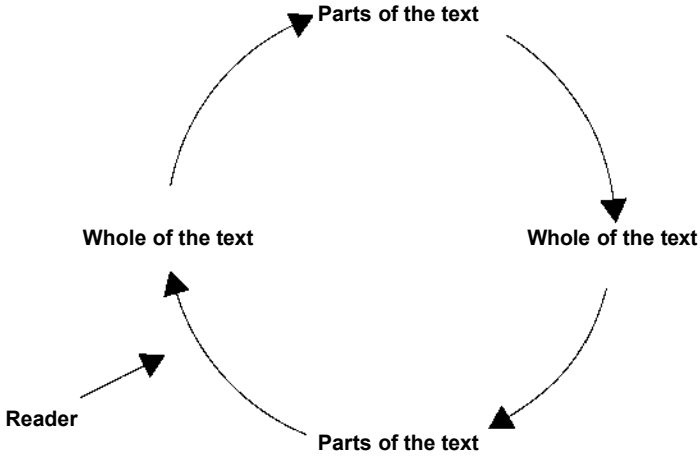 Parts of the text
Whole of the text
Whole of the text
Reader
Parts of the text